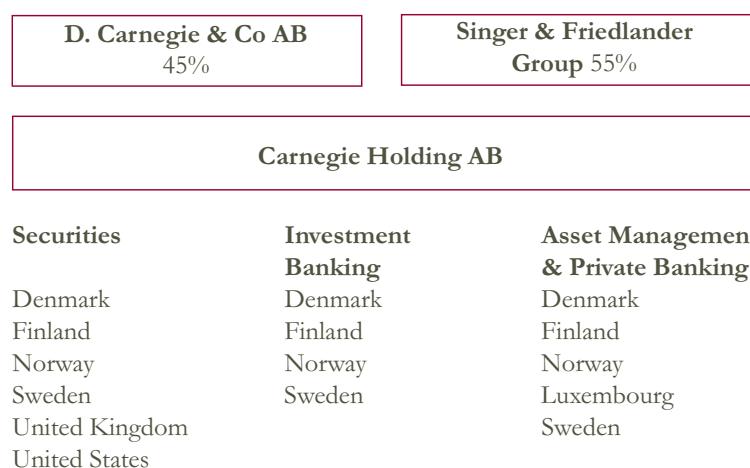 D. Carnegie & Co AB
45%
Singer & Friedlander
Group 55%
Carnegie Holding AB
Securities
Denmark
Finland
Norway
Sweden
United Kingdom
United States
Investment
Banking
Denmark
Finland
Norway
Sweden
Asset Managemen
& Private Banking
Denmark
Finland
Norway
Luxembourg
Sweden